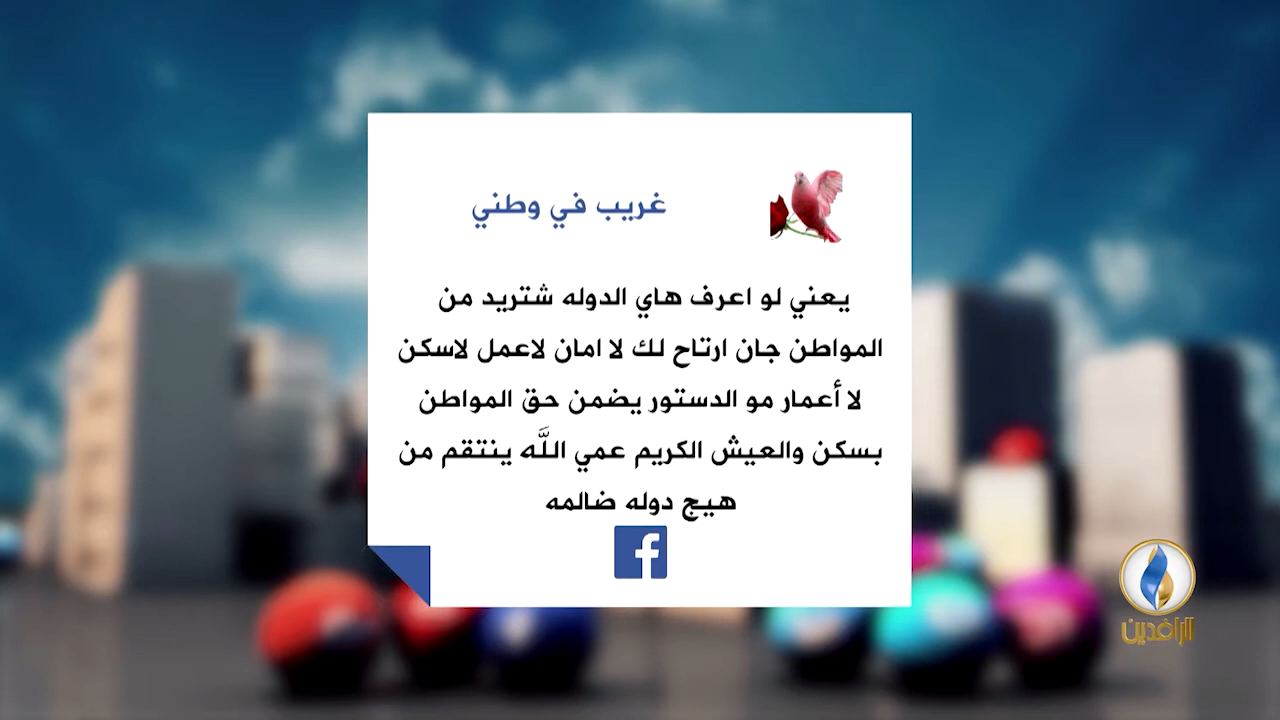 غريب في وطني
يعني لو اعرف هاي الدوله شتريد من
المواطن جان ارتاح لك لا امان لاعمل لاسكن
لا أعمار مو الدستور يضمن حق المواطن
بسكن والعيش الكريم عمي اللَّه ينتقم من
هيج دوله ضالمه
f
الرافدين